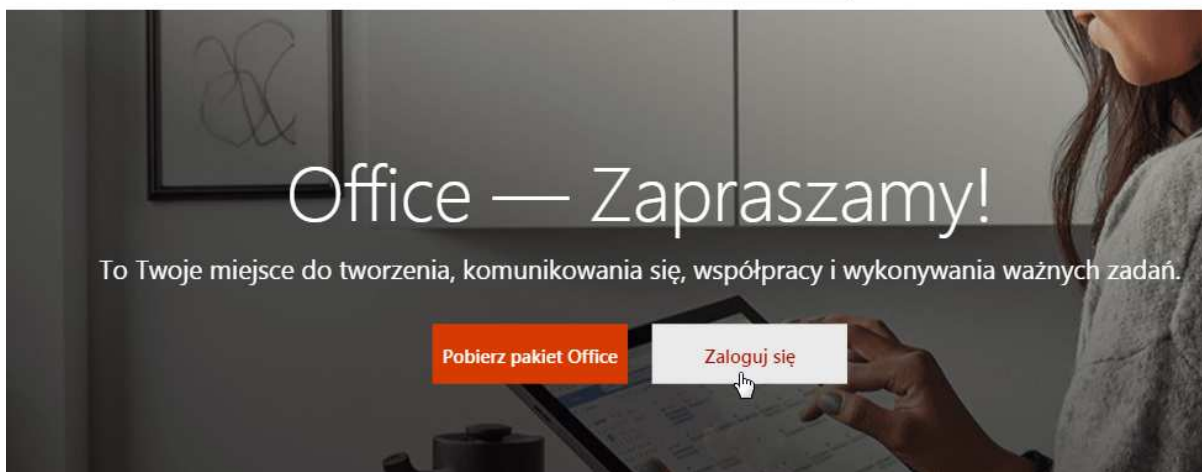 Office — Zapraszamy!
To Twoje miejsce do tworzenia, komunikowania się, współpracy i wykonywania ważnych zadań.
Pobierz pakiet Office
Zaloguj się